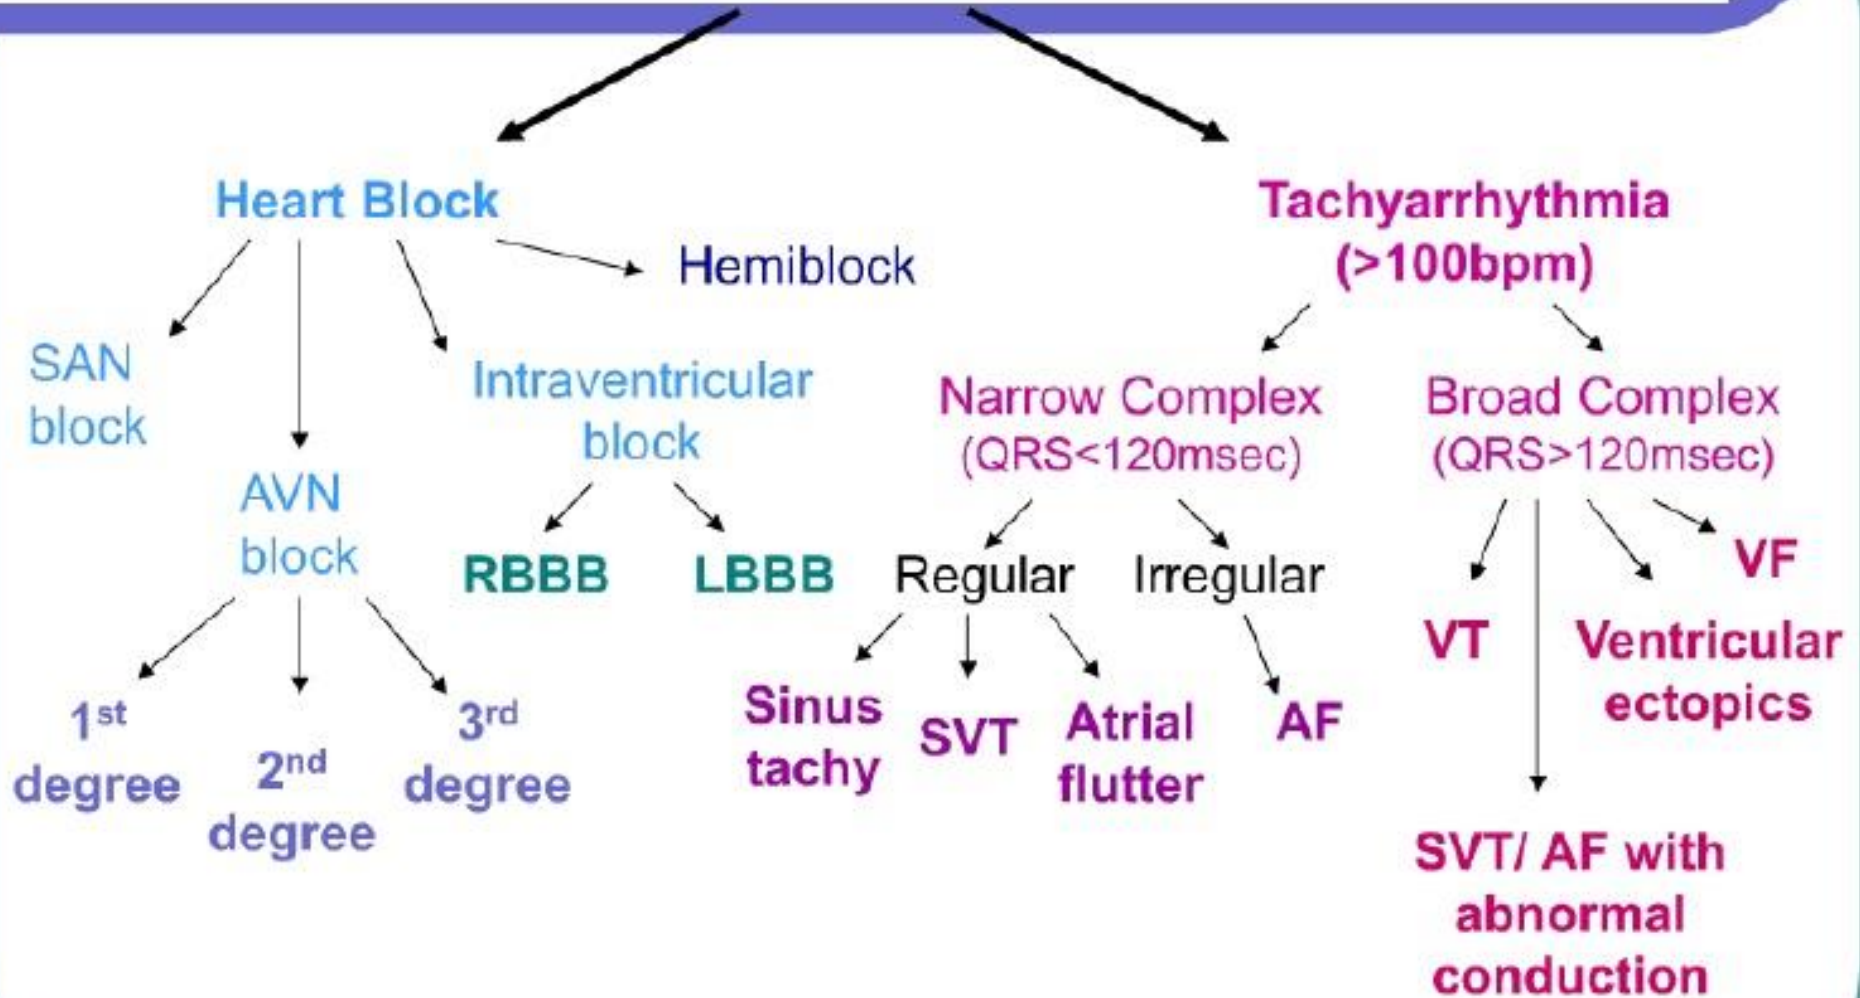 Heart Block
Hemiblock
SAN
block
Intraventricular
block
AVN
block
RBBB
LBBB
1st
degree
2nd
degree
3rd
degree
Tachyarrhythmia
(>100bpm)
Narrow Complex
(QRS<120msec)
Broad Complex
(QRS>120msec)
Regular
Irregular
Sinus
tachy
SVT
Atrial
flutter
AF
VT
VF
Ventricular
ectopics
SVT/ AF with
abnormal
conduction